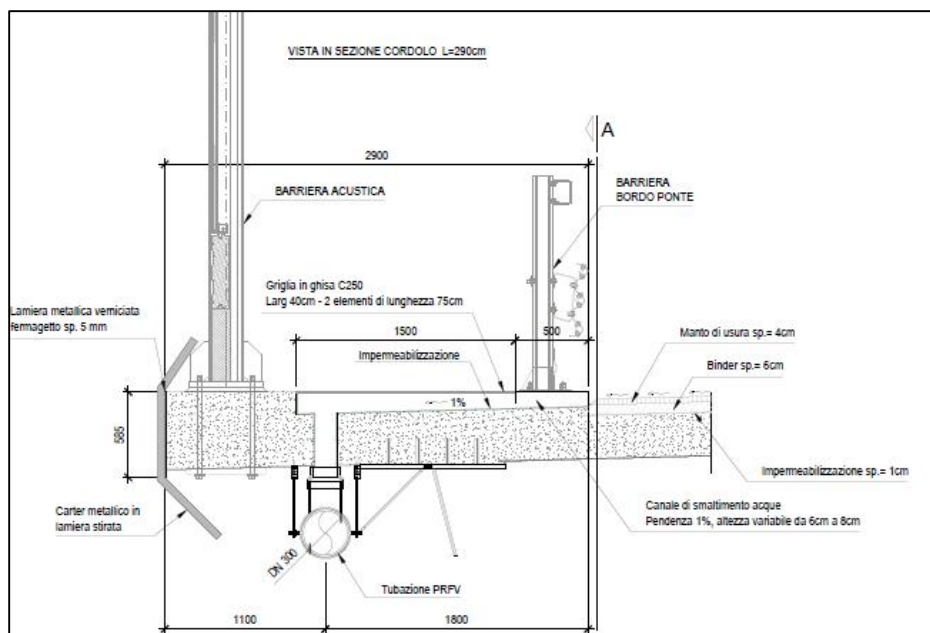 VISTA IN SEZIONE CORDOLO L=290cm
A
2900
BARRIERA ACUSTICA
BARRIERA
BORDO PONTE
Griglia in ghisa C250
Larg 40cm - 2 elementi di lunghezza 75cm
Lamiera metallica verniciata
fermagetto sp. 5 mm
1500
500
Impermeabilizzazione
Manto di usura sp.= 4cm
Binder sp.= 6cm
1%
585
Impermeabilizzazione sp.= 1cm
Carter metallico in
lamiera stirata
Canale di smaltimento acque
Pendenza 1%, altezza variabile da 6cm a 8cm
DN 300
Tubazione PRFV
1100
1800